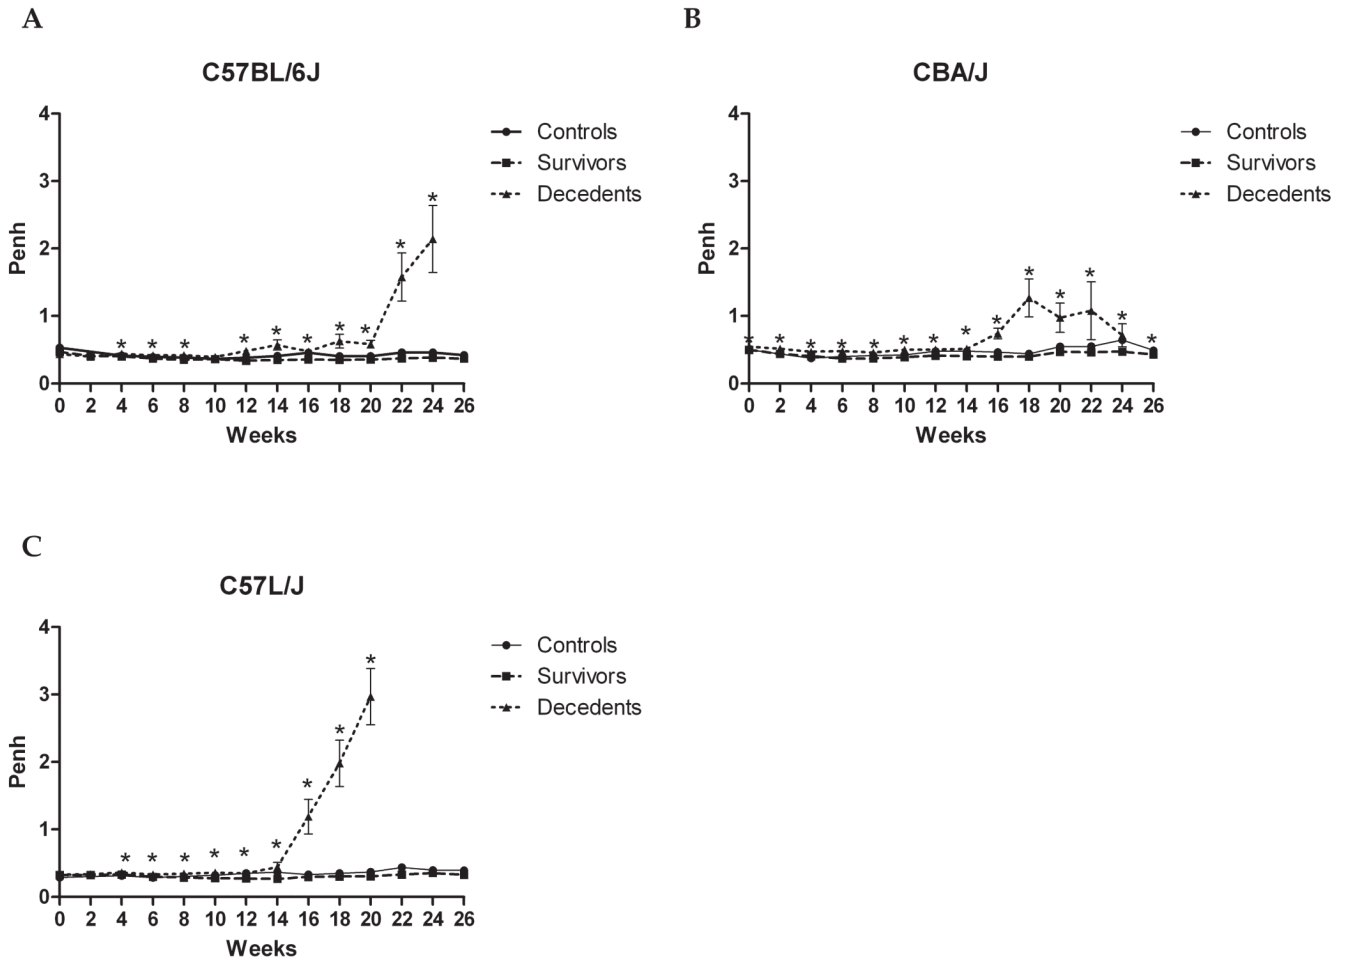 A
C57BL/6J
4
3
2
1
0
Penh
* * * * * * * * * *
0 2 4 6 8 10 12 14 16 18 20 22 24 26
Weeks
Controls
Survivors
Decedents
B
CBA/J
4
3
2
1
0
Penh
* * * * * * * * * * * * * *
0 2 4 6 8 10 12 14 16 18 20 22 24 26
Weeks
Controls
Survivors
Decedents
C
C57L/J
4
3
2
1
0
Penh
* * * * * * * * *
0 2 4 6 8 10 12 14 16 18 20 22 24 26
Weeks
Controls
Survivors
Decedents